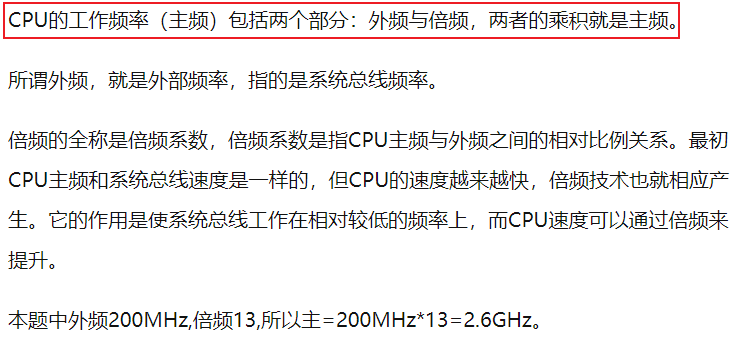 CPU的工作频率（主频）包括两个部分：外频与倍频，两者的乘积就是主频。
所谓外频，就是外部频率，指的是系统总线频率。
倍频的全称是倍频系数，倍频系数是指CPU主频与外频之间的相对比例关系。最初
CPU主频和系统总线速度是一样的，但CPU的速度越来越快，倍频技术也就相应产
生。它的作用是使系统总线工作在相对较低的频率上，而CPU速度可以通过倍频来
提升。
本题中外频200MHz,倍频13,所以主=200MHz*13=2.6GHz。